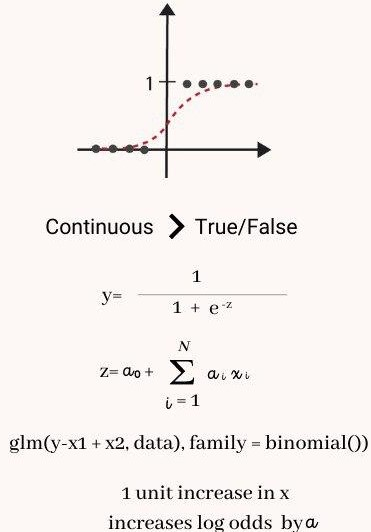 1
Continuous > True/False
y= 1 / 1 + e^-z
N
z= a₀ + ∑ aᵢ xᵢ
i = 1
glm(y-x1 + x2, data), family = binomial())
1 unit increase in x
increases log odds by a